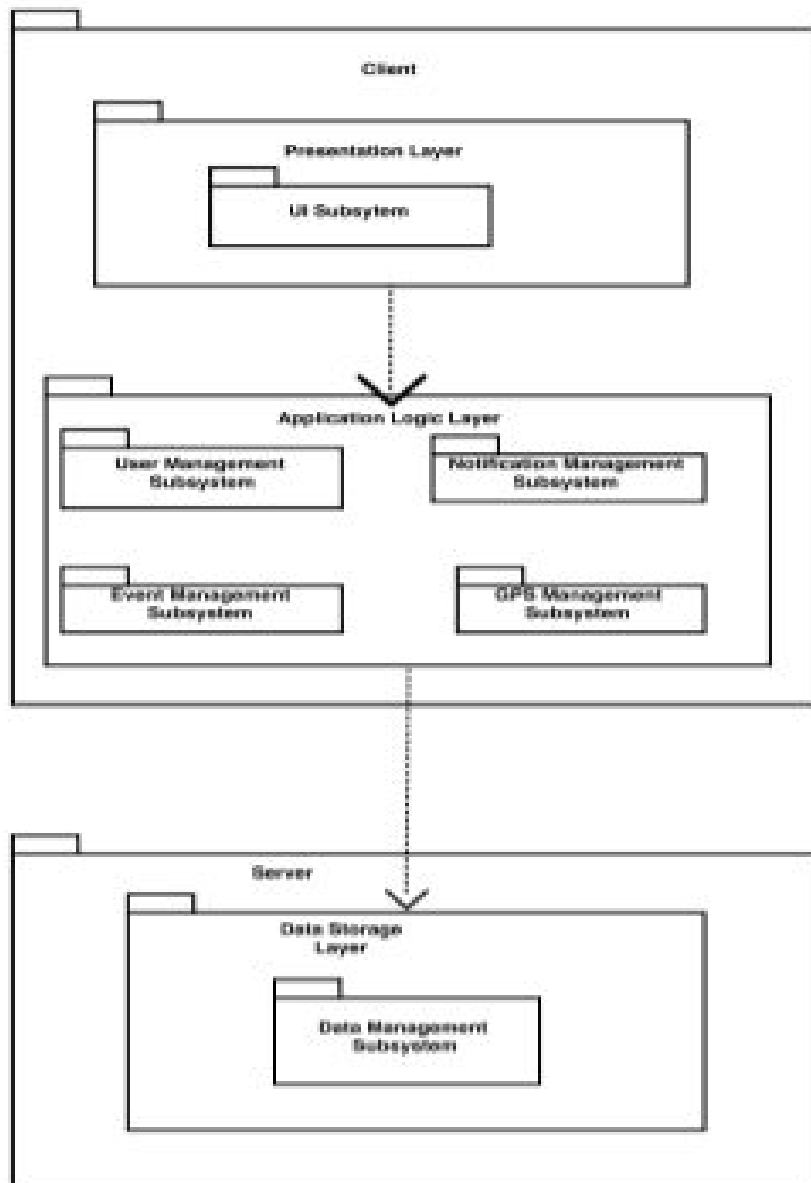 Client
Presentation Layer
UI Subsytem
Application Logic Layer
User Management
Subsystem
Notification Management
Subsystem
Event Management
Subsystem
GPS Management
Subsystem
Server
Data Storage
Layer
Data Management
Subsystem